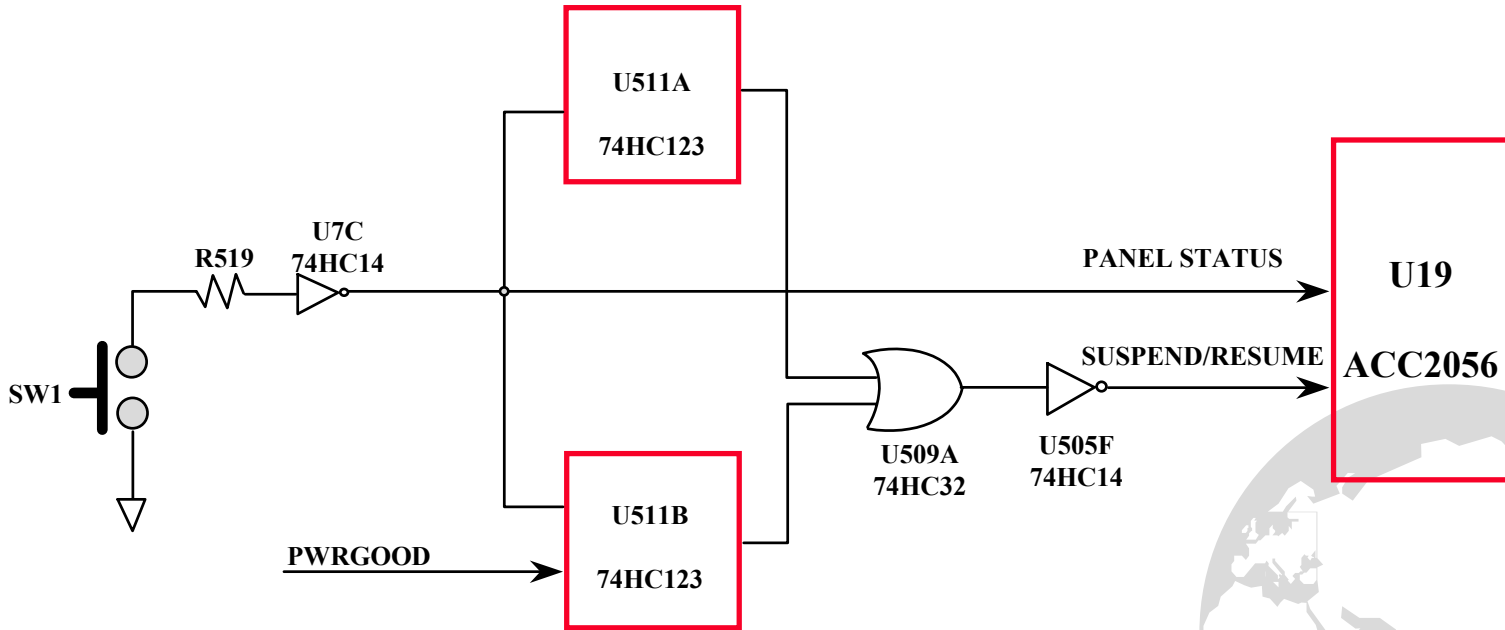 U511A
74HC123
U7C
74HC14
R519
PANEL STATUS
U19
SUSPEND/RESUME
ACC2056
SW1
U509A
74HC32
U505F
74HC14
U511B
PWRGOOD
74HC123